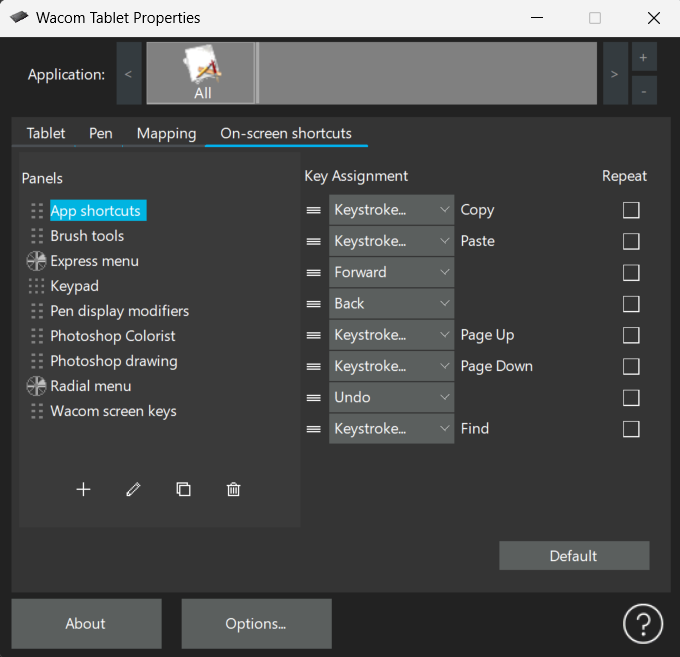 Wacom Tablet Properties
Application:
<
All
>
+
-
Tablet Pen Mapping On-screen shortcuts
Panels
App shortcuts
Brush tools
Express menu
Keypad
Pen display modifiers
Photoshop Colorist
Photoshop drawing
Radial menu
Wacom screen keys
Key Assignment Repeat
Keystroke... Copy
Keystroke... Paste
Forward
Back
Keystroke... Page Up
Keystroke... Page Down
Undo
Keystroke... Find
Default
About Options... ?